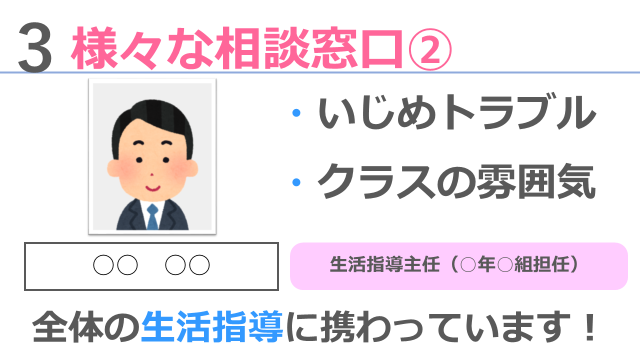 3 様々な相談窓口②
・いじめトラブル
・クラスの雰囲気
○○　○○
生活指導主任（○年○組担任）
全体の生活指導に携わっています！